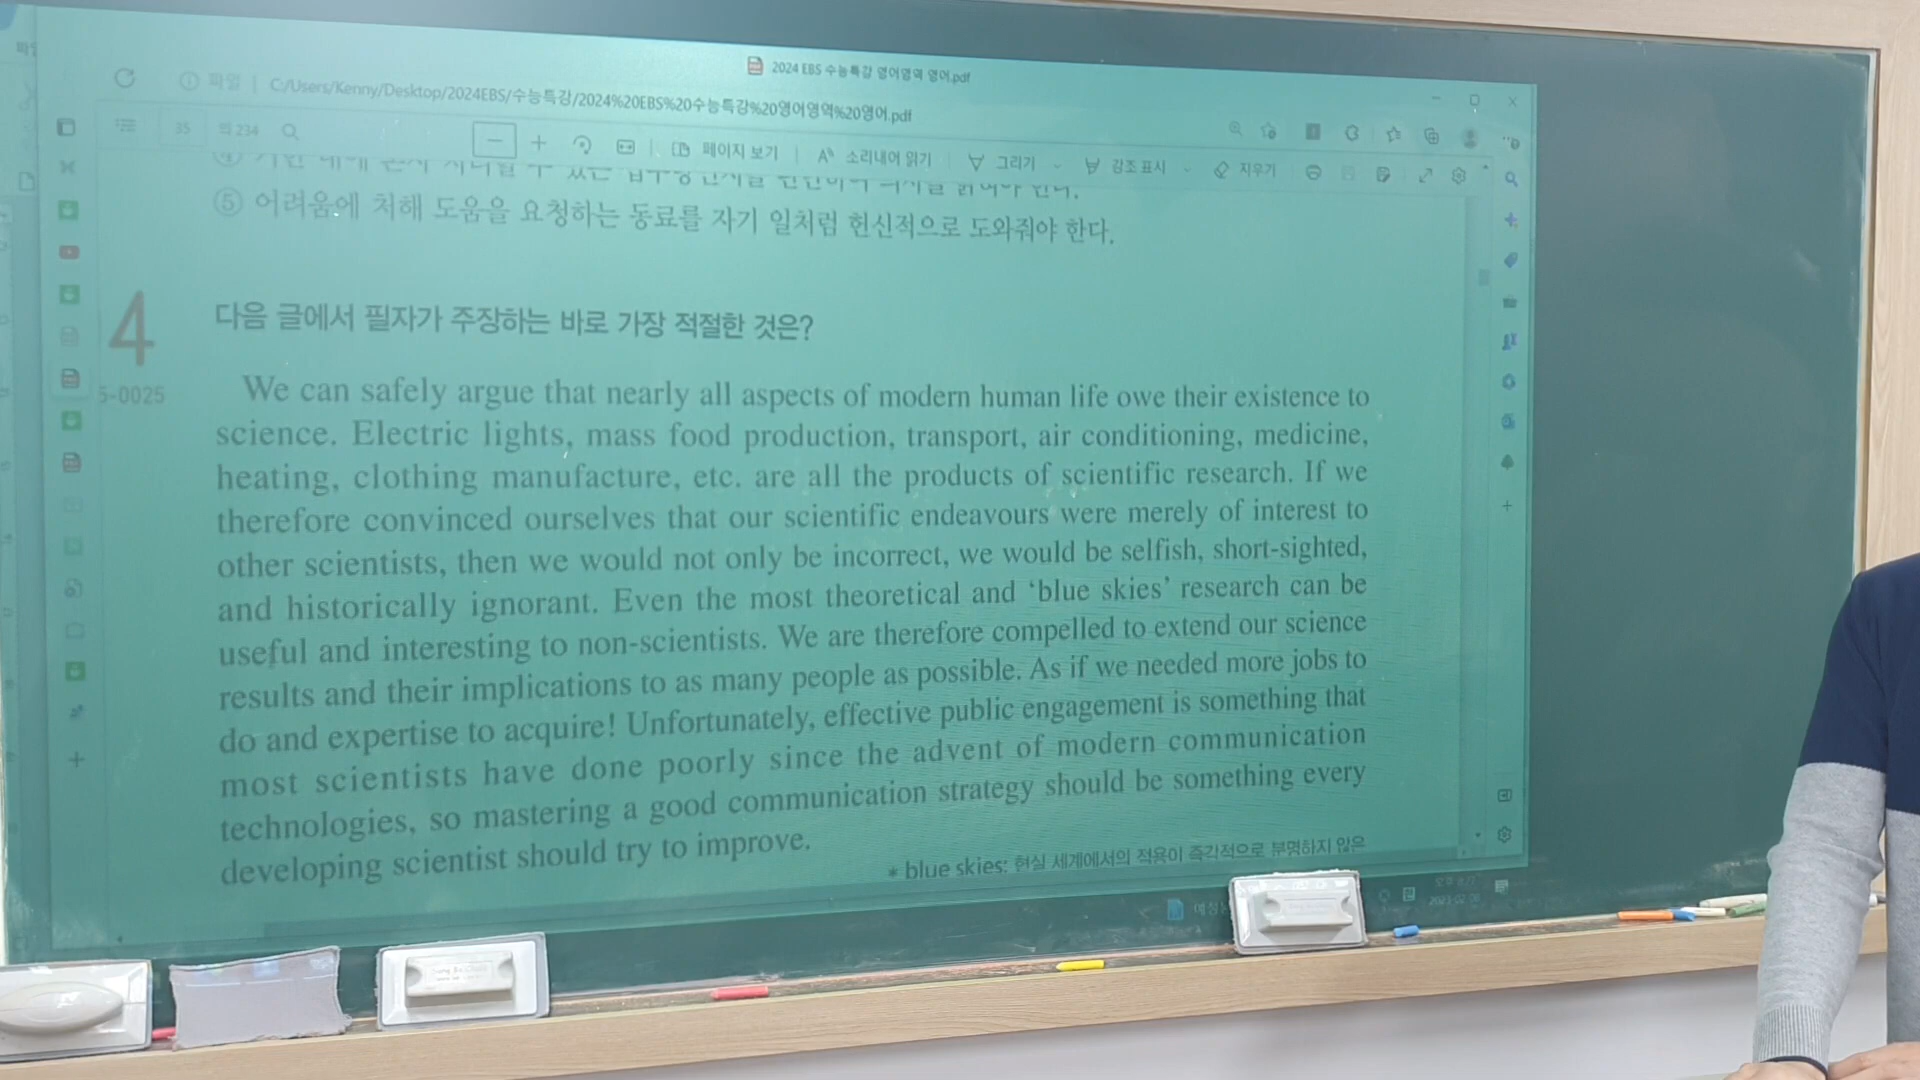 2024 EBS 수능특강 영어영역 영어.pdf
파일 | C:/Users/Kenny/Desktop/2024EBS/수능특강/2024%20EBS%20수능특강%20영어영역%20영어.pdf
35 의 234 페이지 보기 소리내어 읽기 그리기 강조 표시 지우기
⑤ 어려움에 처해 도움을 요청하는 동료를 자기 일처럼 헌신적으로 도와줘야 한다.
4 다음 글에서 필자가 주장하는 바로 가장 적절한 것은?
5-0025
We can safely argue that nearly all aspects of modern human life owe their existence to
science. Electric lights, mass food production, transport, air conditioning, medicine,
heating, clothing manufacture, etc. are all the products of scientific research. If we
therefore convinced ourselves that our scientific endeavours were merely of interest to
other scientists, then we would not only be incorrect, we would be selfish, short-sighted,
and historically ignorant. Even the most theoretical and ‘blue skies’ research can be
useful and interesting to non-scientists. We are therefore compelled to extend our science
results and their implications to as many people as possible. As if we needed more jobs to
do and expertise to acquire! Unfortunately, effective public engagement is something that
most scientists have done poorly since the advent of modern communication
technologies, so mastering a good communication strategy should be something every
developing scientist should try to improve.
* blue skies: 현실 세계에서의 적용이 즉각적으로 분명하지 않은